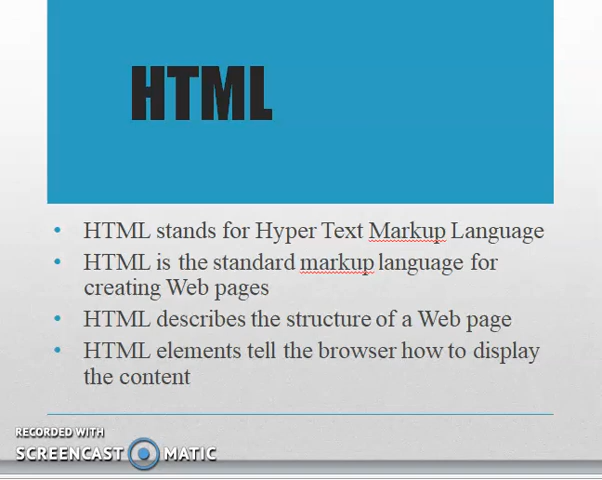 HTML
• HTML stands for Hyper Text Markup Language
• HTML is the standard markup language for
creating Web pages
• HTML describes the structure of a Web page
• HTML elements tell the browser how to display
the content
RECORDED WITH
SCREENCAST MATIC